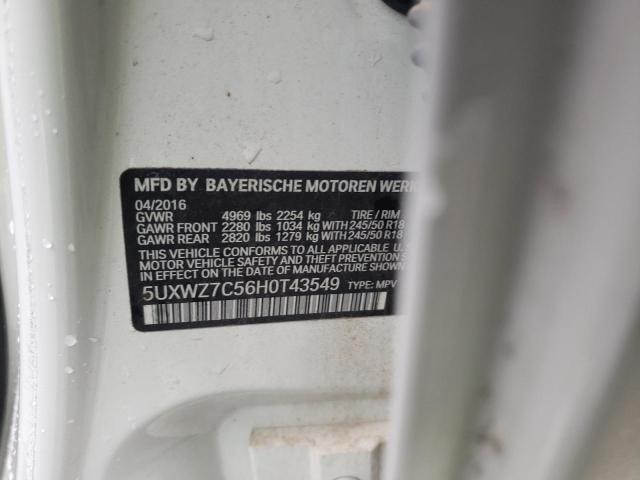 MFD BY BAYERISCHE MOTOREN
04/2016
GVWR 4969 lbs 2254 kg TIRE / RIM
GAWR FRONT 2280 lbs 1034 kg WITH 245/50 R18
GAWR REAR 2820 lbs 1279 kg WITH 245/50 R18
THIS VEHICLE CONFORMS TO ALL APPLICABLE U.S.
MOTOR VEHICLE SAFETY AND THEFT
STANDARDS IN EFFECT ON THE
DATE OF MANUFACTURE SHOWN ABOVE
5UXWZ7C56H0T43549 TYPE: MPV